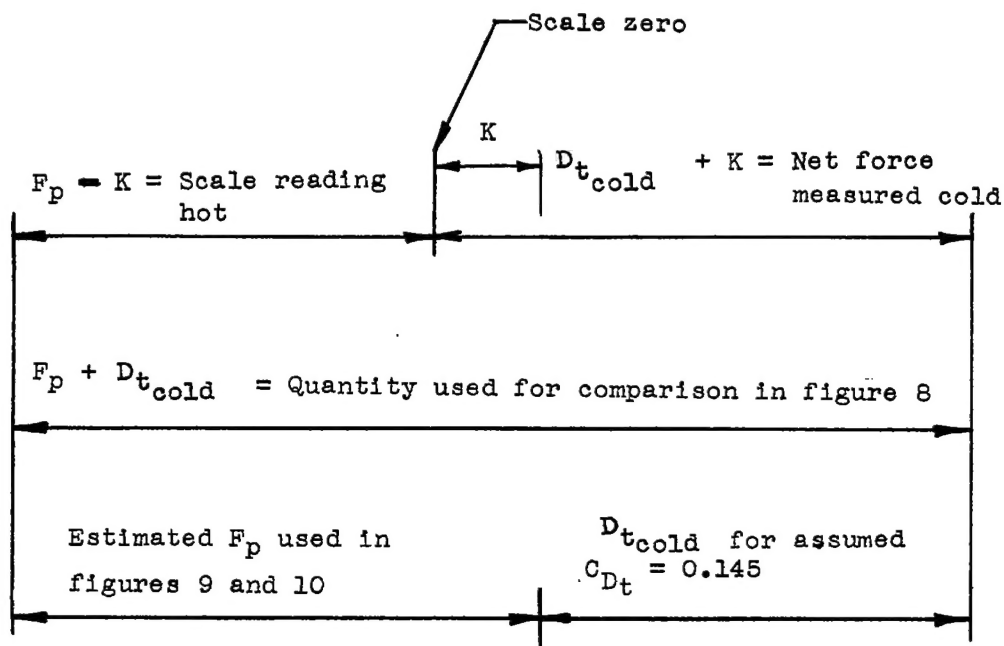 Scale zero
K
F_p - K = Scale reading
hot
D_t_cold + K = Net force
measured cold
F_p + D_t_cold = Quantity used for comparison in figure 8
Estimated F_p used in
figures 9 and 10
D_t_cold for assumed
C_D_t = 0.145